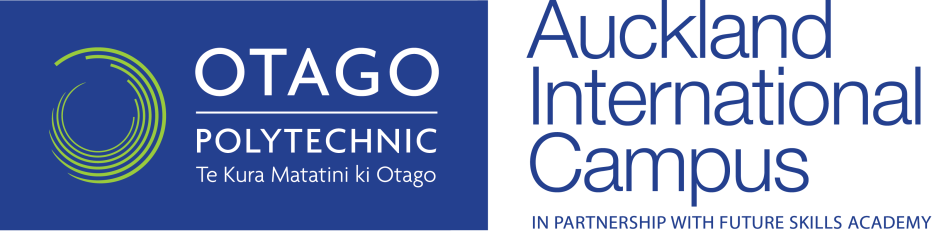 OTAGO
POLYTECHNIC
Te Kura Matatini ki Otago
Auckland
International
Campus
IN PARTNERSHIP WITH FUTURE SKILLS ACADEMY